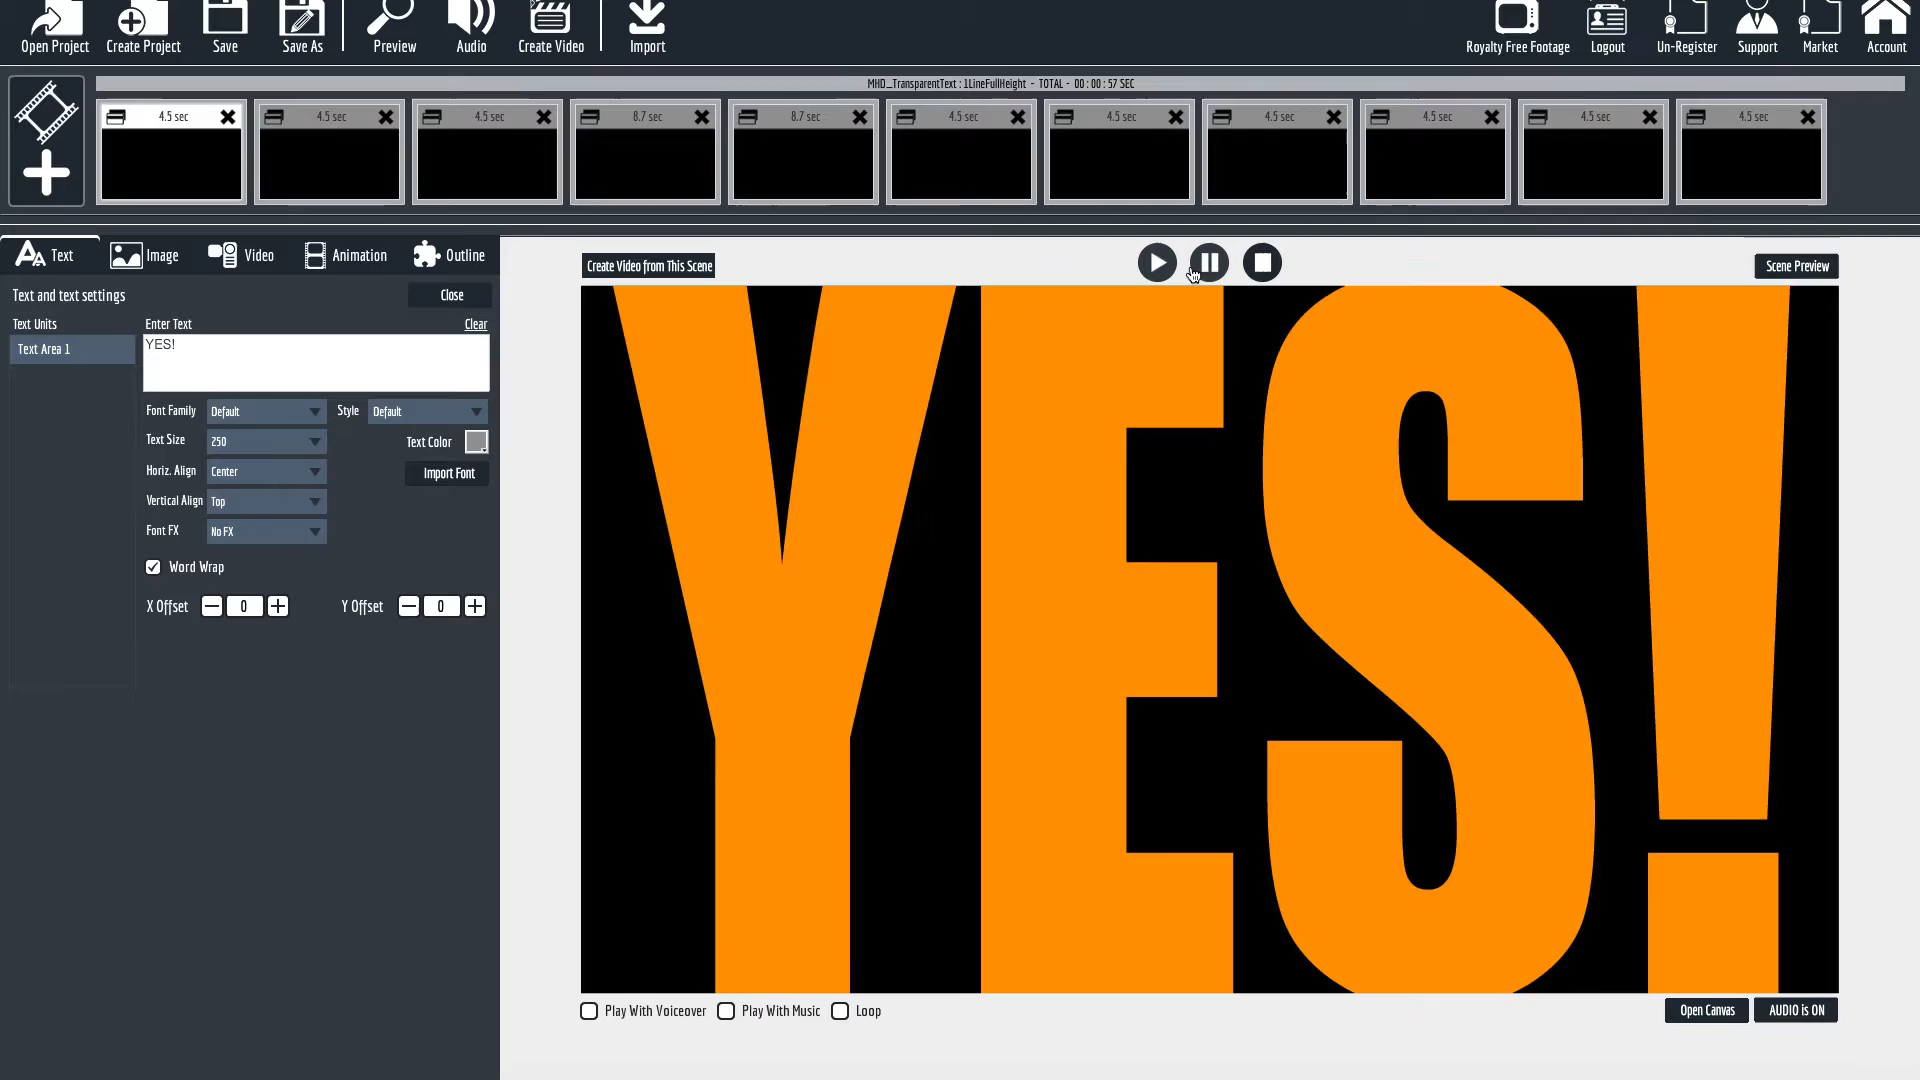 Open Project Create Project Save Save As Preview Audio Create Video Import Royalty Free Footage Logout Un-Register Support Market Account
MHD_TransparentText : 1LineFullHeight - TOTAL - 00 : 00 : 57 SEC
4.5 sec 4.5 sec 4.5 sec 8.7 sec 8.7 sec 4.5 sec 4.5 sec 4.5 sec 4.5 sec 4.5 sec 4.5 sec
Text Image Video Animation Outline
Create Video from This Scene Scene Preview
Text and text settings Close
Text Units Enter Text Clear
Text Area 1 YES!
Font Family Default Style Default
Text Size 250 Text Color
Horiz. Align Center Import Font
Vertical Align Top
Font FX No FX
Word Wrap
X Offset 0 Y Offset 0
YES!
Play With Voiceover Play With Music Loop Open Canvas AUDIO is ON